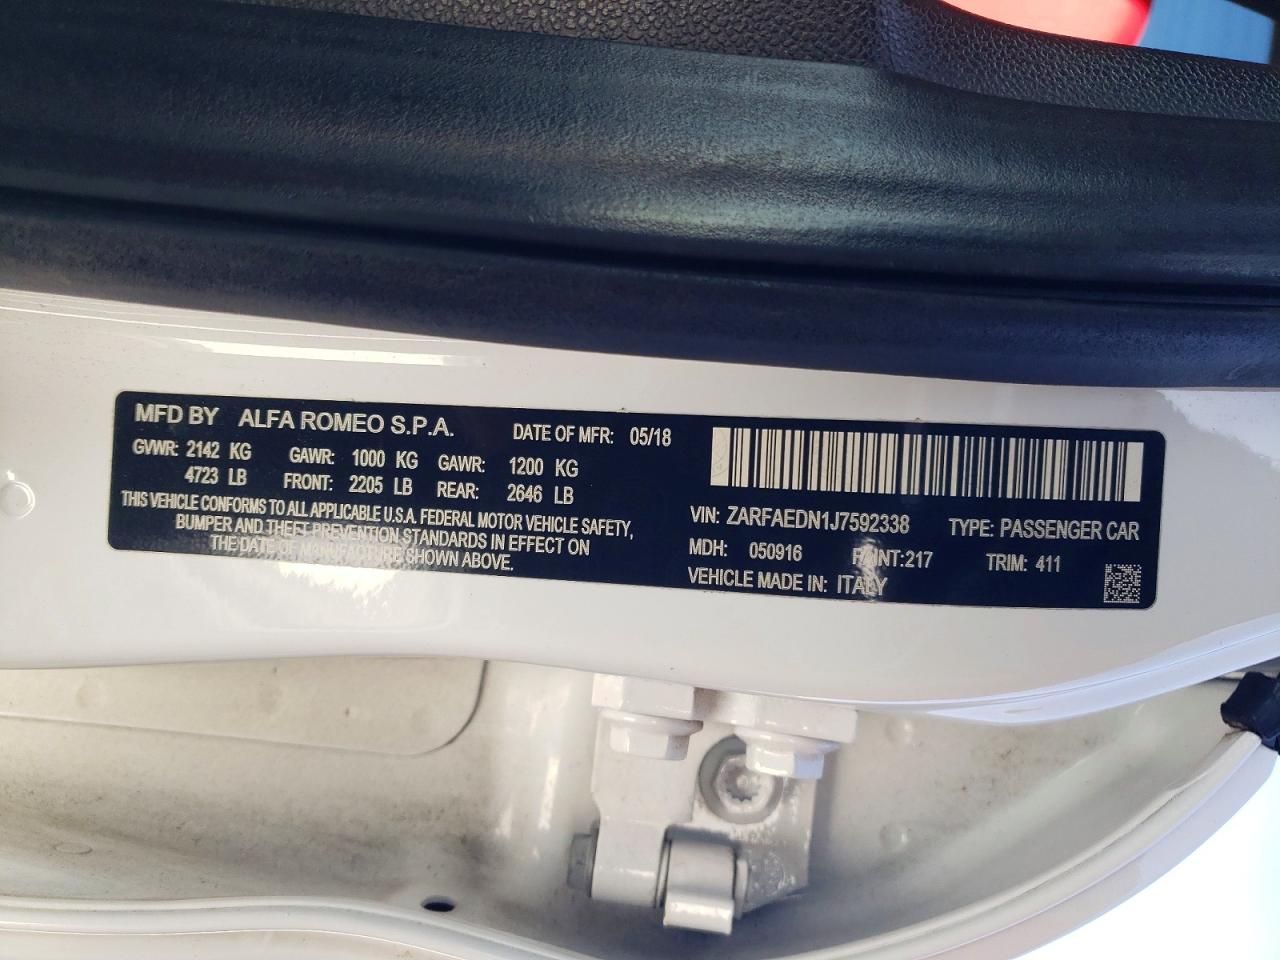 MFD BY ALFA ROMEO S.P.A. DATE OF MFR: 05/18
GVWR: 2142 KG GAWR: 1000 KG GAWR: 1200 KG
4723 LB FRONT: 2205 LB REAR: 2646 LB
THIS VEHICLE CONFORMS TO ALL APPLICABLE U.S.A. FEDERAL MOTOR VEHICLE SAFETY,
BUMPER AND THEFT PREVENTION STANDARDS IN EFFECT ON
THE DATE OF MANUFACTURE SHOWN ABOVE.
VIN: ZARFAEDN1J7592338 TYPE: PASSENGER CAR
MDH: 050916 PAINT:217 TRIM: 411
VEHICLE MADE IN: ITALY